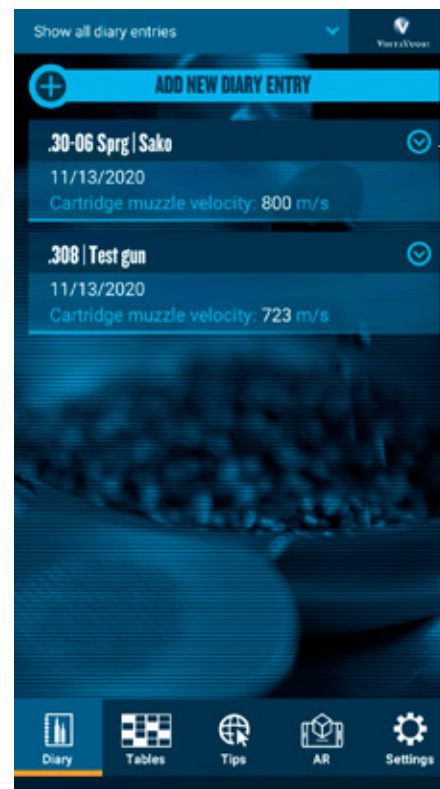 Show all diary entries
VIHTAVUORI
ADD NEW DIARY ENTRY
.30-06 Sprg | Sako
11/13/2020
Cartridge muzzle velocity: 800 m/s
.308 | Test gun
11/13/2020
Cartridge muzzle velocity: 723 m/s
Diary
Tables
Tips
AR
Settings